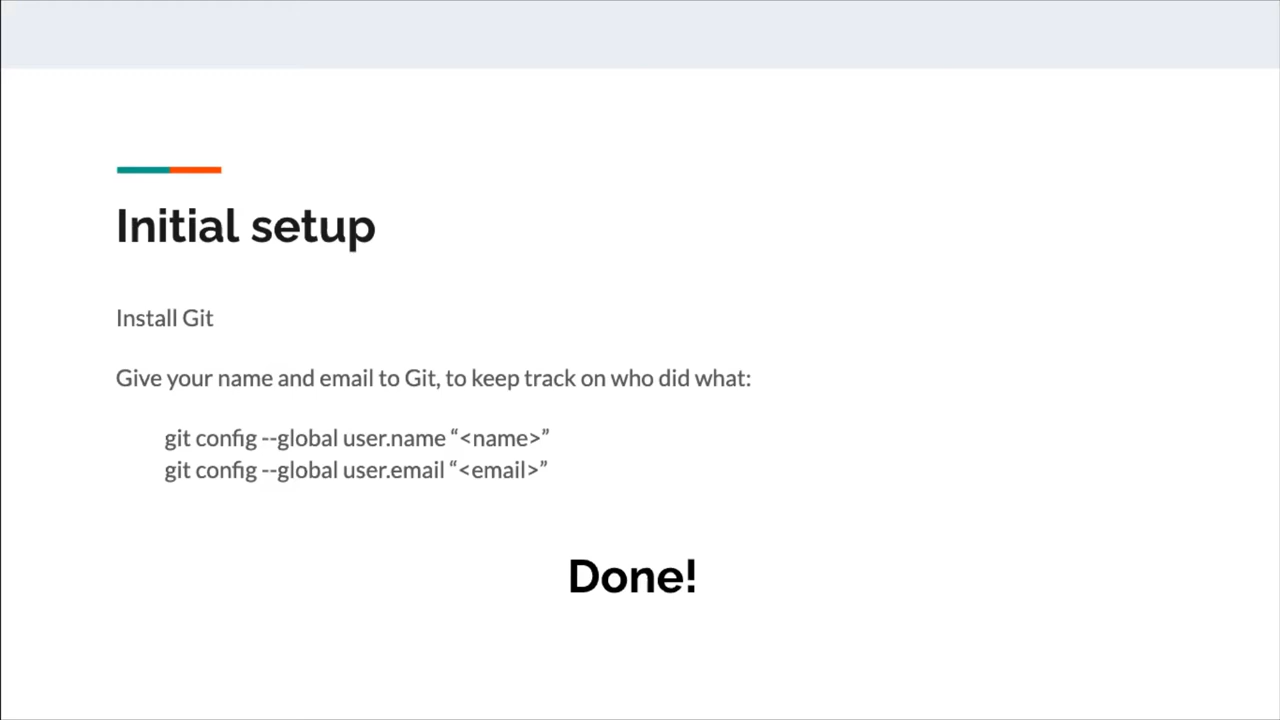 Initial setup
Install Git
Give your name and email to Git, to keep track on who did what:
git config --global user.name “<name>”
git config --global user.email “<email>”
Done!